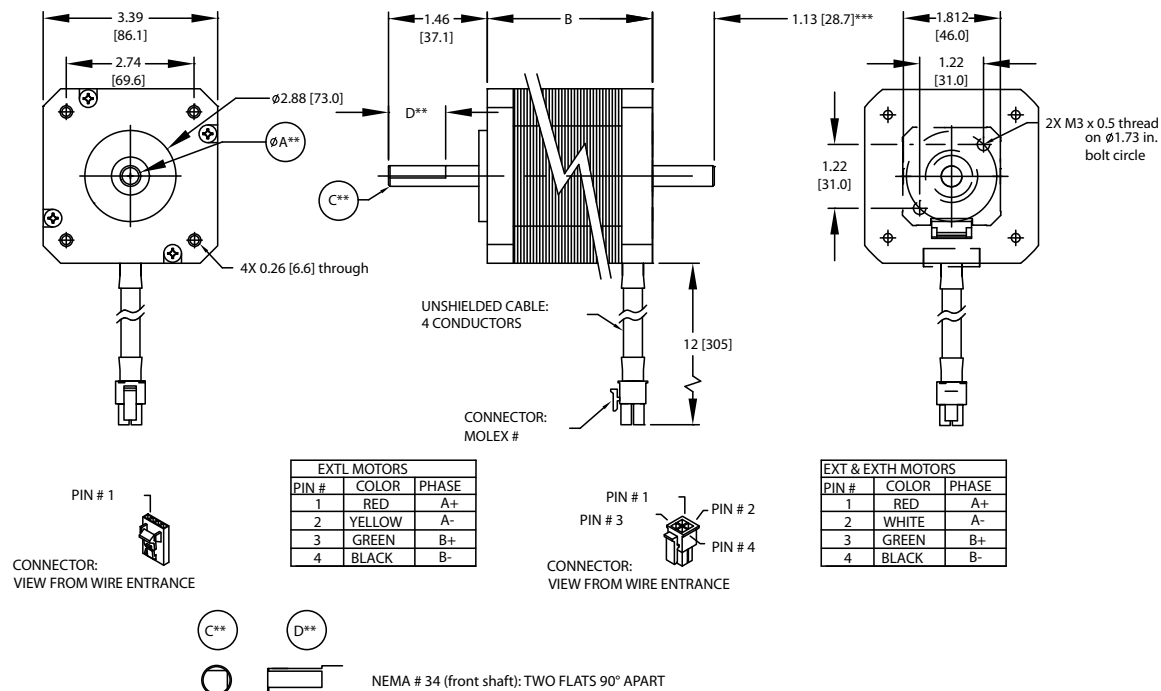 3.39
[86.1]
2.74
[69.6]
ø2.88 [73.0]
øA**
4X 0.26 [6.6] through
1.46
[37.1]
B
1.13 [28.7]***
D**
C**
UNSHIELDED CABLE:
4 CONDUCTORS
12 [305]
CONNECTOR:
MOLEX #
1.812
[46.0]
1.22
[31.0]
2X M3 x 0.5 thread
on ø1.73 in.
bolt circle
1.22
[31.0]
PIN # 1
CONNECTOR:
VIEW FROM WIRE ENTRANCE
EXTL MOTORS
PIN # COLOR PHASE
1 RED A+
2 YELLOW A-
3 GREEN B+
4 BLACK B-
PIN # 1
PIN # 2
PIN # 3
PIN # 4
CONNECTOR:
VIEW FROM WIRE ENTRANCE
EXT & EXTH MOTORS
PIN # COLOR PHASE
1 RED A+
2 WHITE A-
3 GREEN B+
4 BLACK B-
C** D**
NEMA # 34 (front shaft): TWO FLATS 90° APART